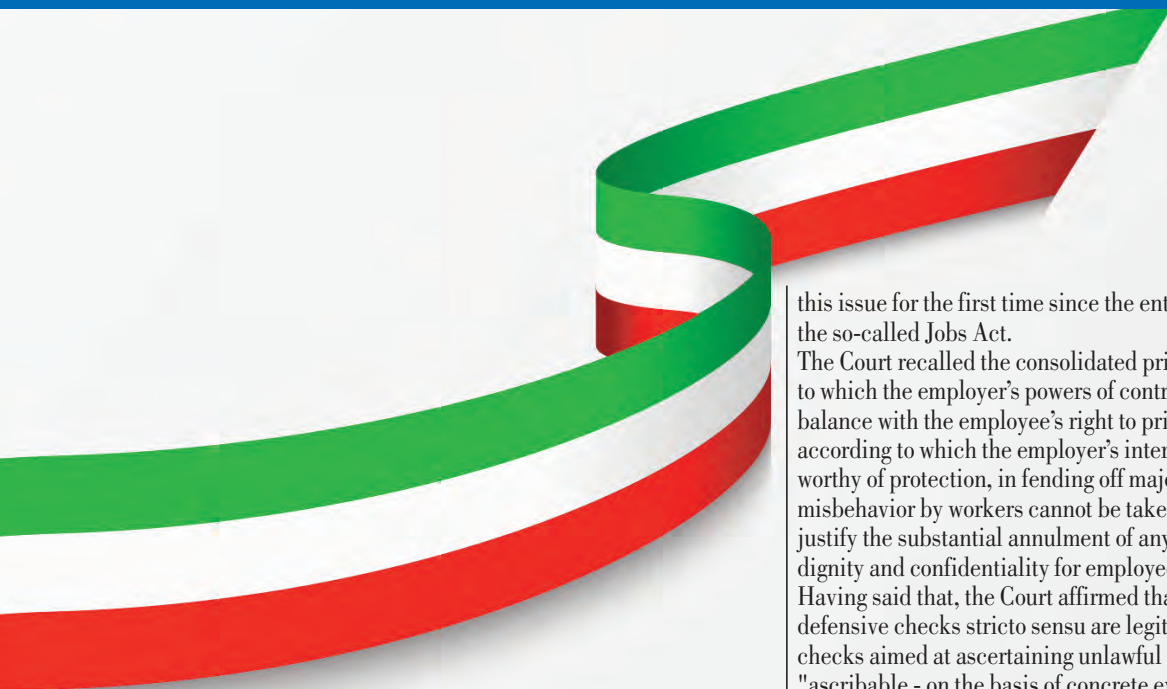 this issue for the first time since the ent
the so-called Jobs Act.
The Court recalled the consolidated pri
to which the employer's powers of contr
balance with the employee's right to pri
according to which the employer's inter
worthy of protection, in fending off maj
misbehavior by workers cannot be take
justify the substantial annulment of any
dignity and confidentiality for employe
Having said that, the Court affirmed tha
defensive checks stricto sensu are legit
checks aimed at ascertaining unlawful
"ascribable - on the basis of concrete ev